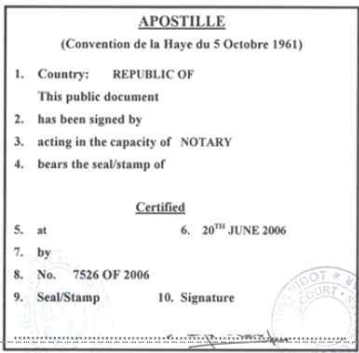 APOSTILLE
(Convention de la Haye du 5 Octobre 1961)
1. Country: REPUBLIC OF
This public document
2. has been signed by
3. acting in the capacity of NOTARY
4. bears the seal/stamp of
Certified
5. at 6. 20TH JUNE 2006
7. by
8. No. 7526 OF 2006
9. Seal/Stamp 10. Signature
COURT